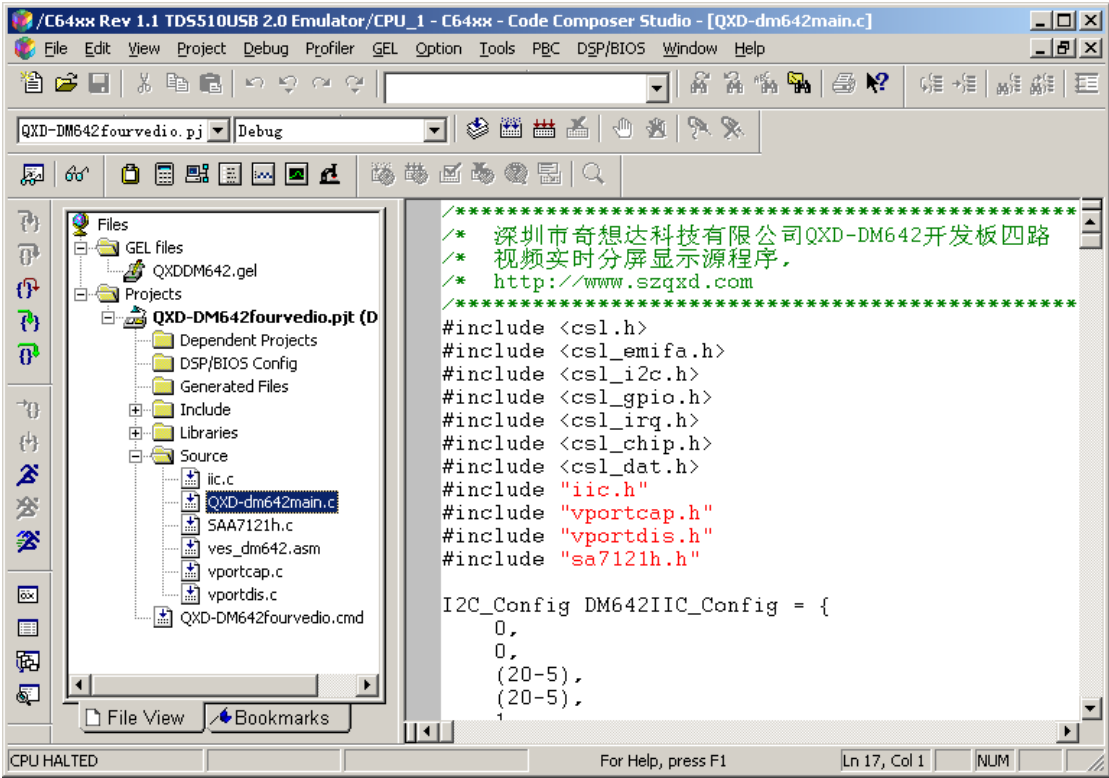 /C64xx Rev 1.1 TDS510USB 2.0 Emulator/CPU_1 - C64xx - Code Composer Studio - [QXD-dm642main.c]
File Edit View Project Debug Profiler GEL Option Tools PBC DSP/BIOS Window Help
QXD-DM642fourvedio.pj Debug
Files
GEL files
QXDDM642.gel
Projects
QXD-DM642fourvedio.pjt (D
Dependent Projects
DSP/BIOS Config
Generated Files
Include
Libraries
Source
iic.c
QXD-dm642main.c
SAA7121h.c
ves_dm642.asm
vportcap.c
vportdis.c
QXD-DM642fourvedio.cmd
File View Bookmarks
/************************************************
/* 深圳市奇想达科技有限公司QXD-DM642开发板四路
/* 视频实时分屏显示源程序,
/* http://www.szqxd.com
/************************************************
#include <csl.h>
#include <csl_emifa.h>
#include <csl_i2c.h>
#include <csl_gpio.h>
#include <csl_irq.h>
#include <csl_chip.h>
#include <csl_dat.h>
#include "iic.h"
#include "vportcap.h"
#include "vportdis.h"
#include "sa7121h.h"
I2C_Config DM642IIC_Config = {
0,
0,
(20-5),
(20-5),
CPU HALTED For Help, press F1 Ln 17, Col 1 NUM